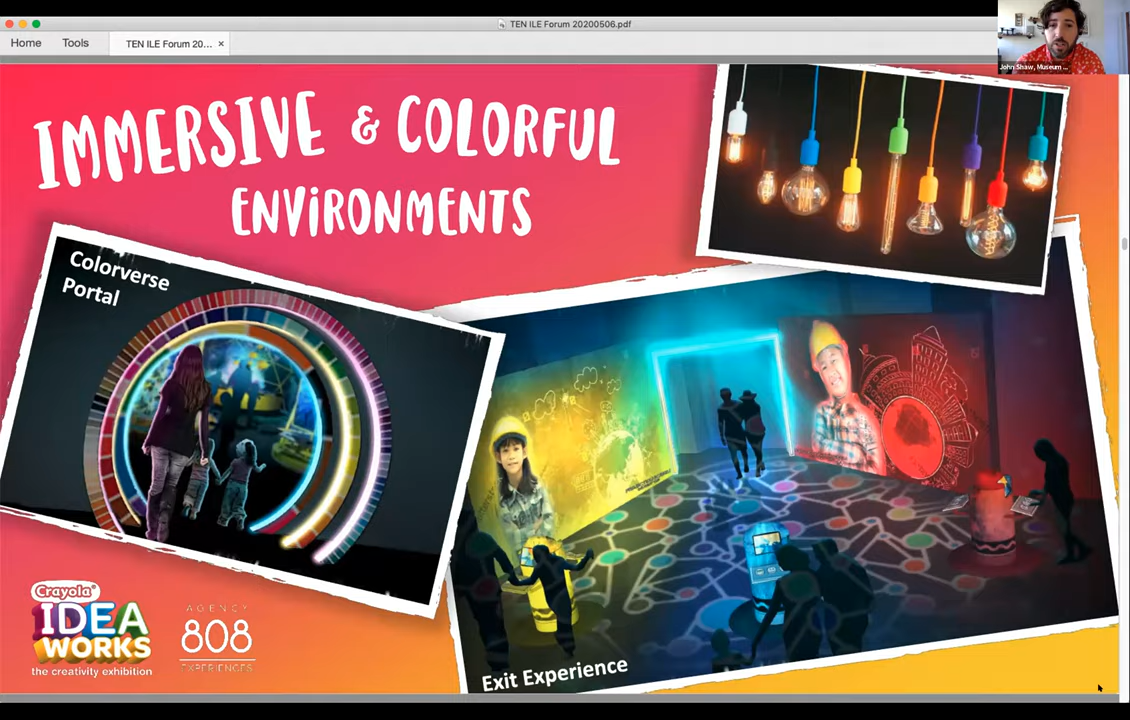 TEN ILE Forum 20200506.pdf
Home
Tools
TEN ILE Forum 20...
×
John Shaw, Museum ...
IMMERSIVE & COLORFUL
ENVIRONMENTS
Colorverse
Portal
Exit Experience
Crayola
IDEA
WORKS
the creativity exhibition
AGENCY
808
EXPERIENCES